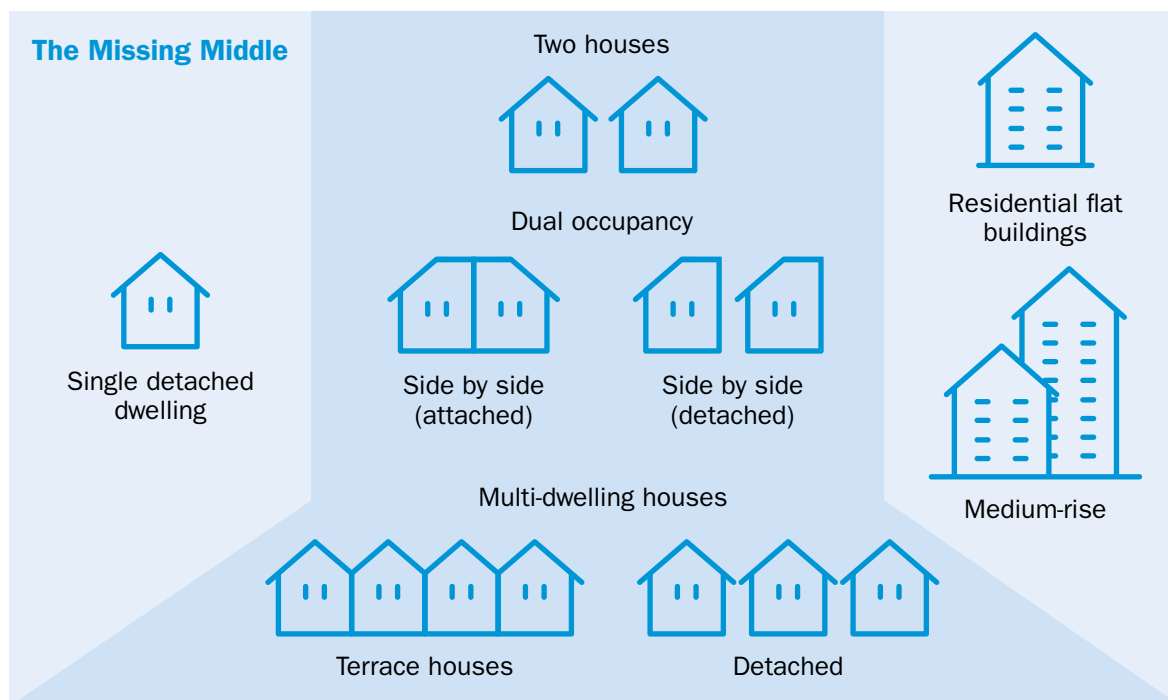 The Missing Middle
Two houses
Dual occupancy
Single detached
dwelling
Side by side
(attached)
Side by side
(detached)
Residential flat
buildings
Medium-rise
Multi-dwelling houses
Terrace houses
Detached